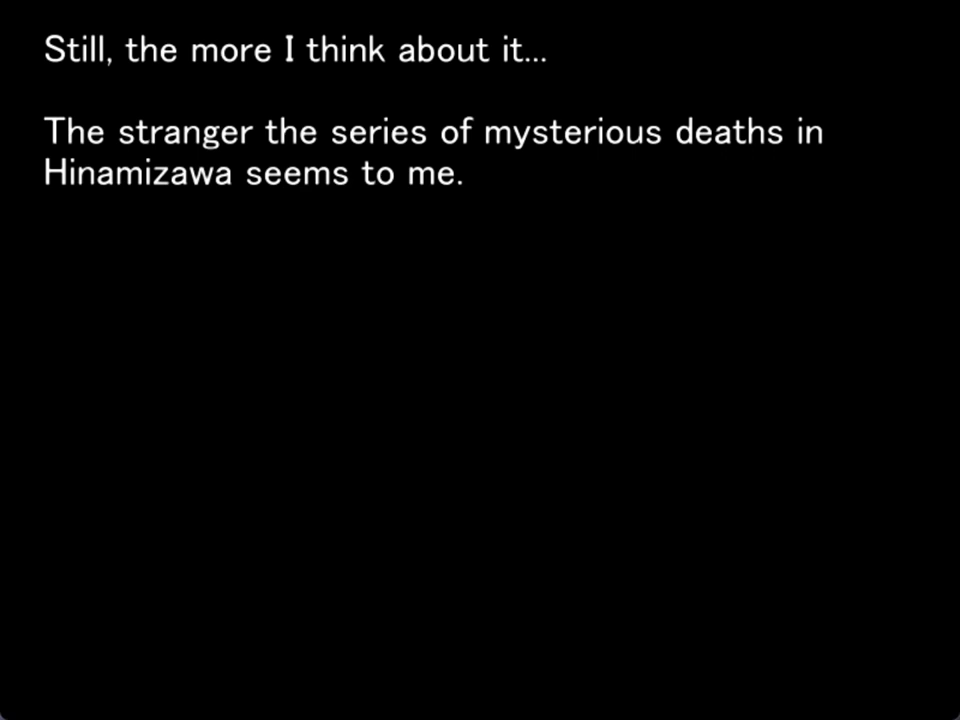 Still, the more I think about it...
The stranger the series of mysterious deaths in
Hinamizawa seems to me.